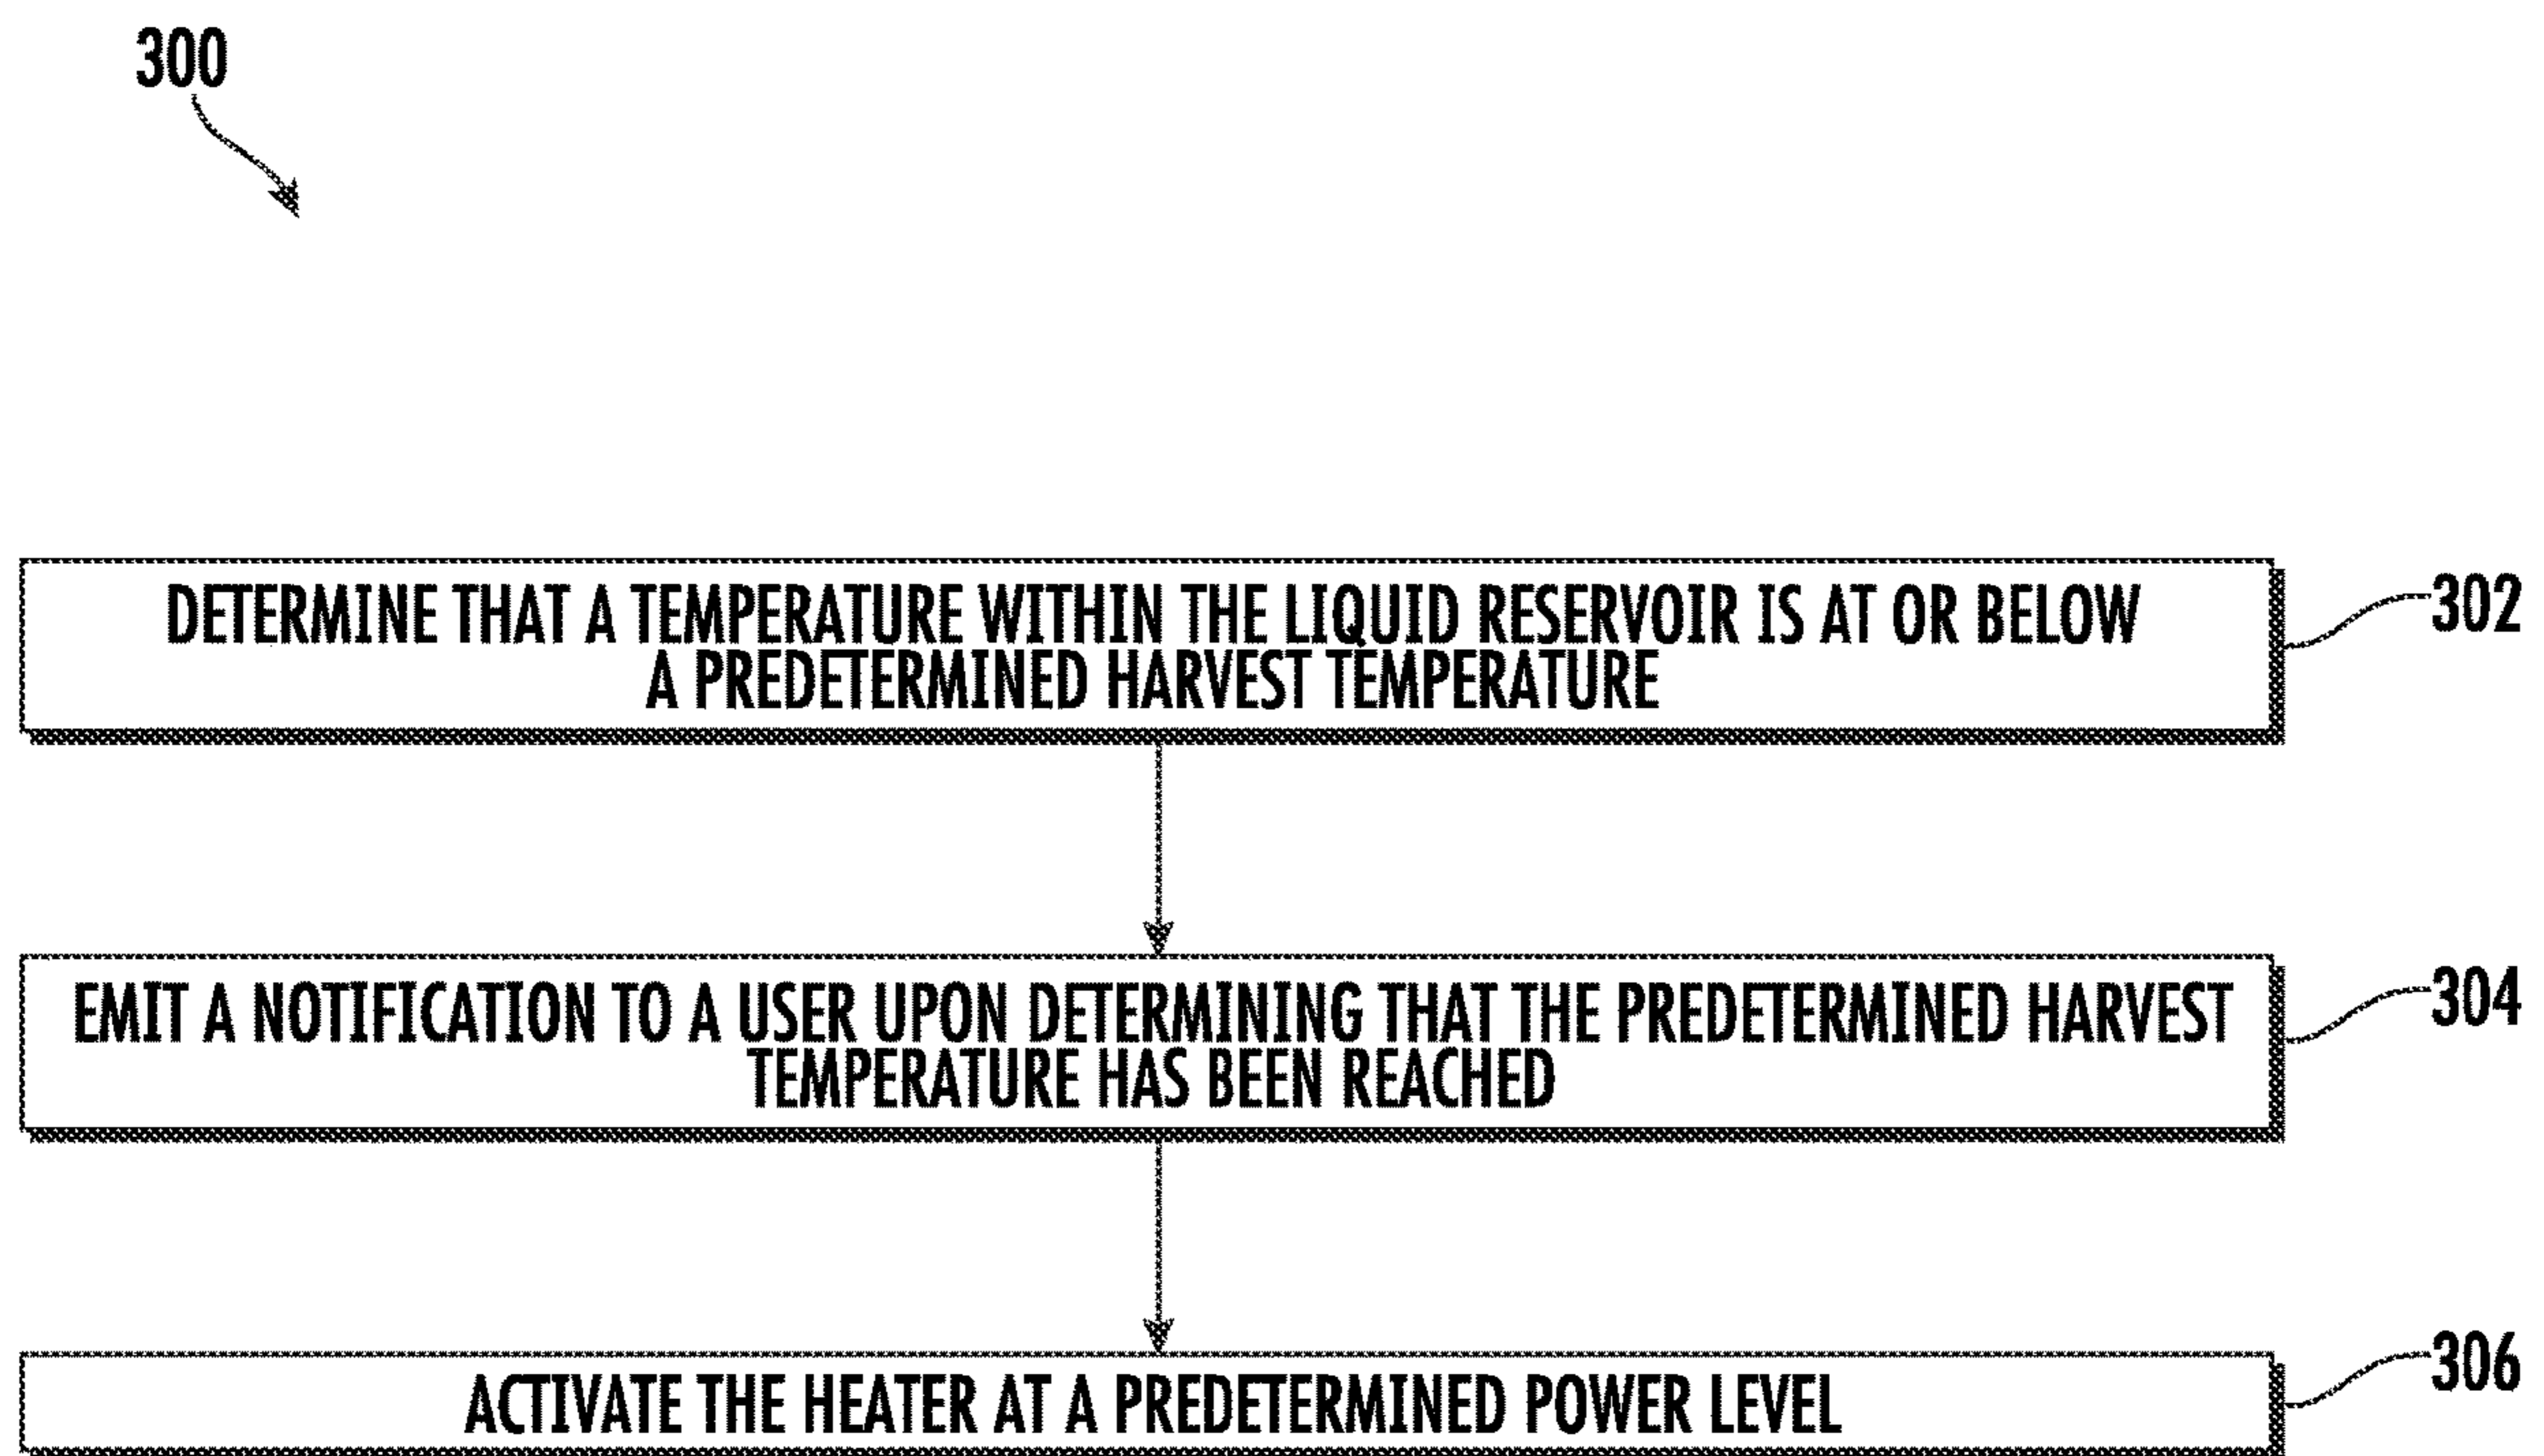 300
DETERMINE THAT A TEMPERATURE WITHIN THE LIQUID RESERVOIR IS AT OR BELOW
A PREDETERMINED HARVEST TEMPERATURE
302
EMIT A NOTIFICATION TO A USER UPON DETERMINING THAT THE PREDETERMINED HARVEST
TEMPERATURE HAS BEEN REACHED
304
ACTIVATE THE HEATER AT A PREDETERMINED POWER LEVEL
306